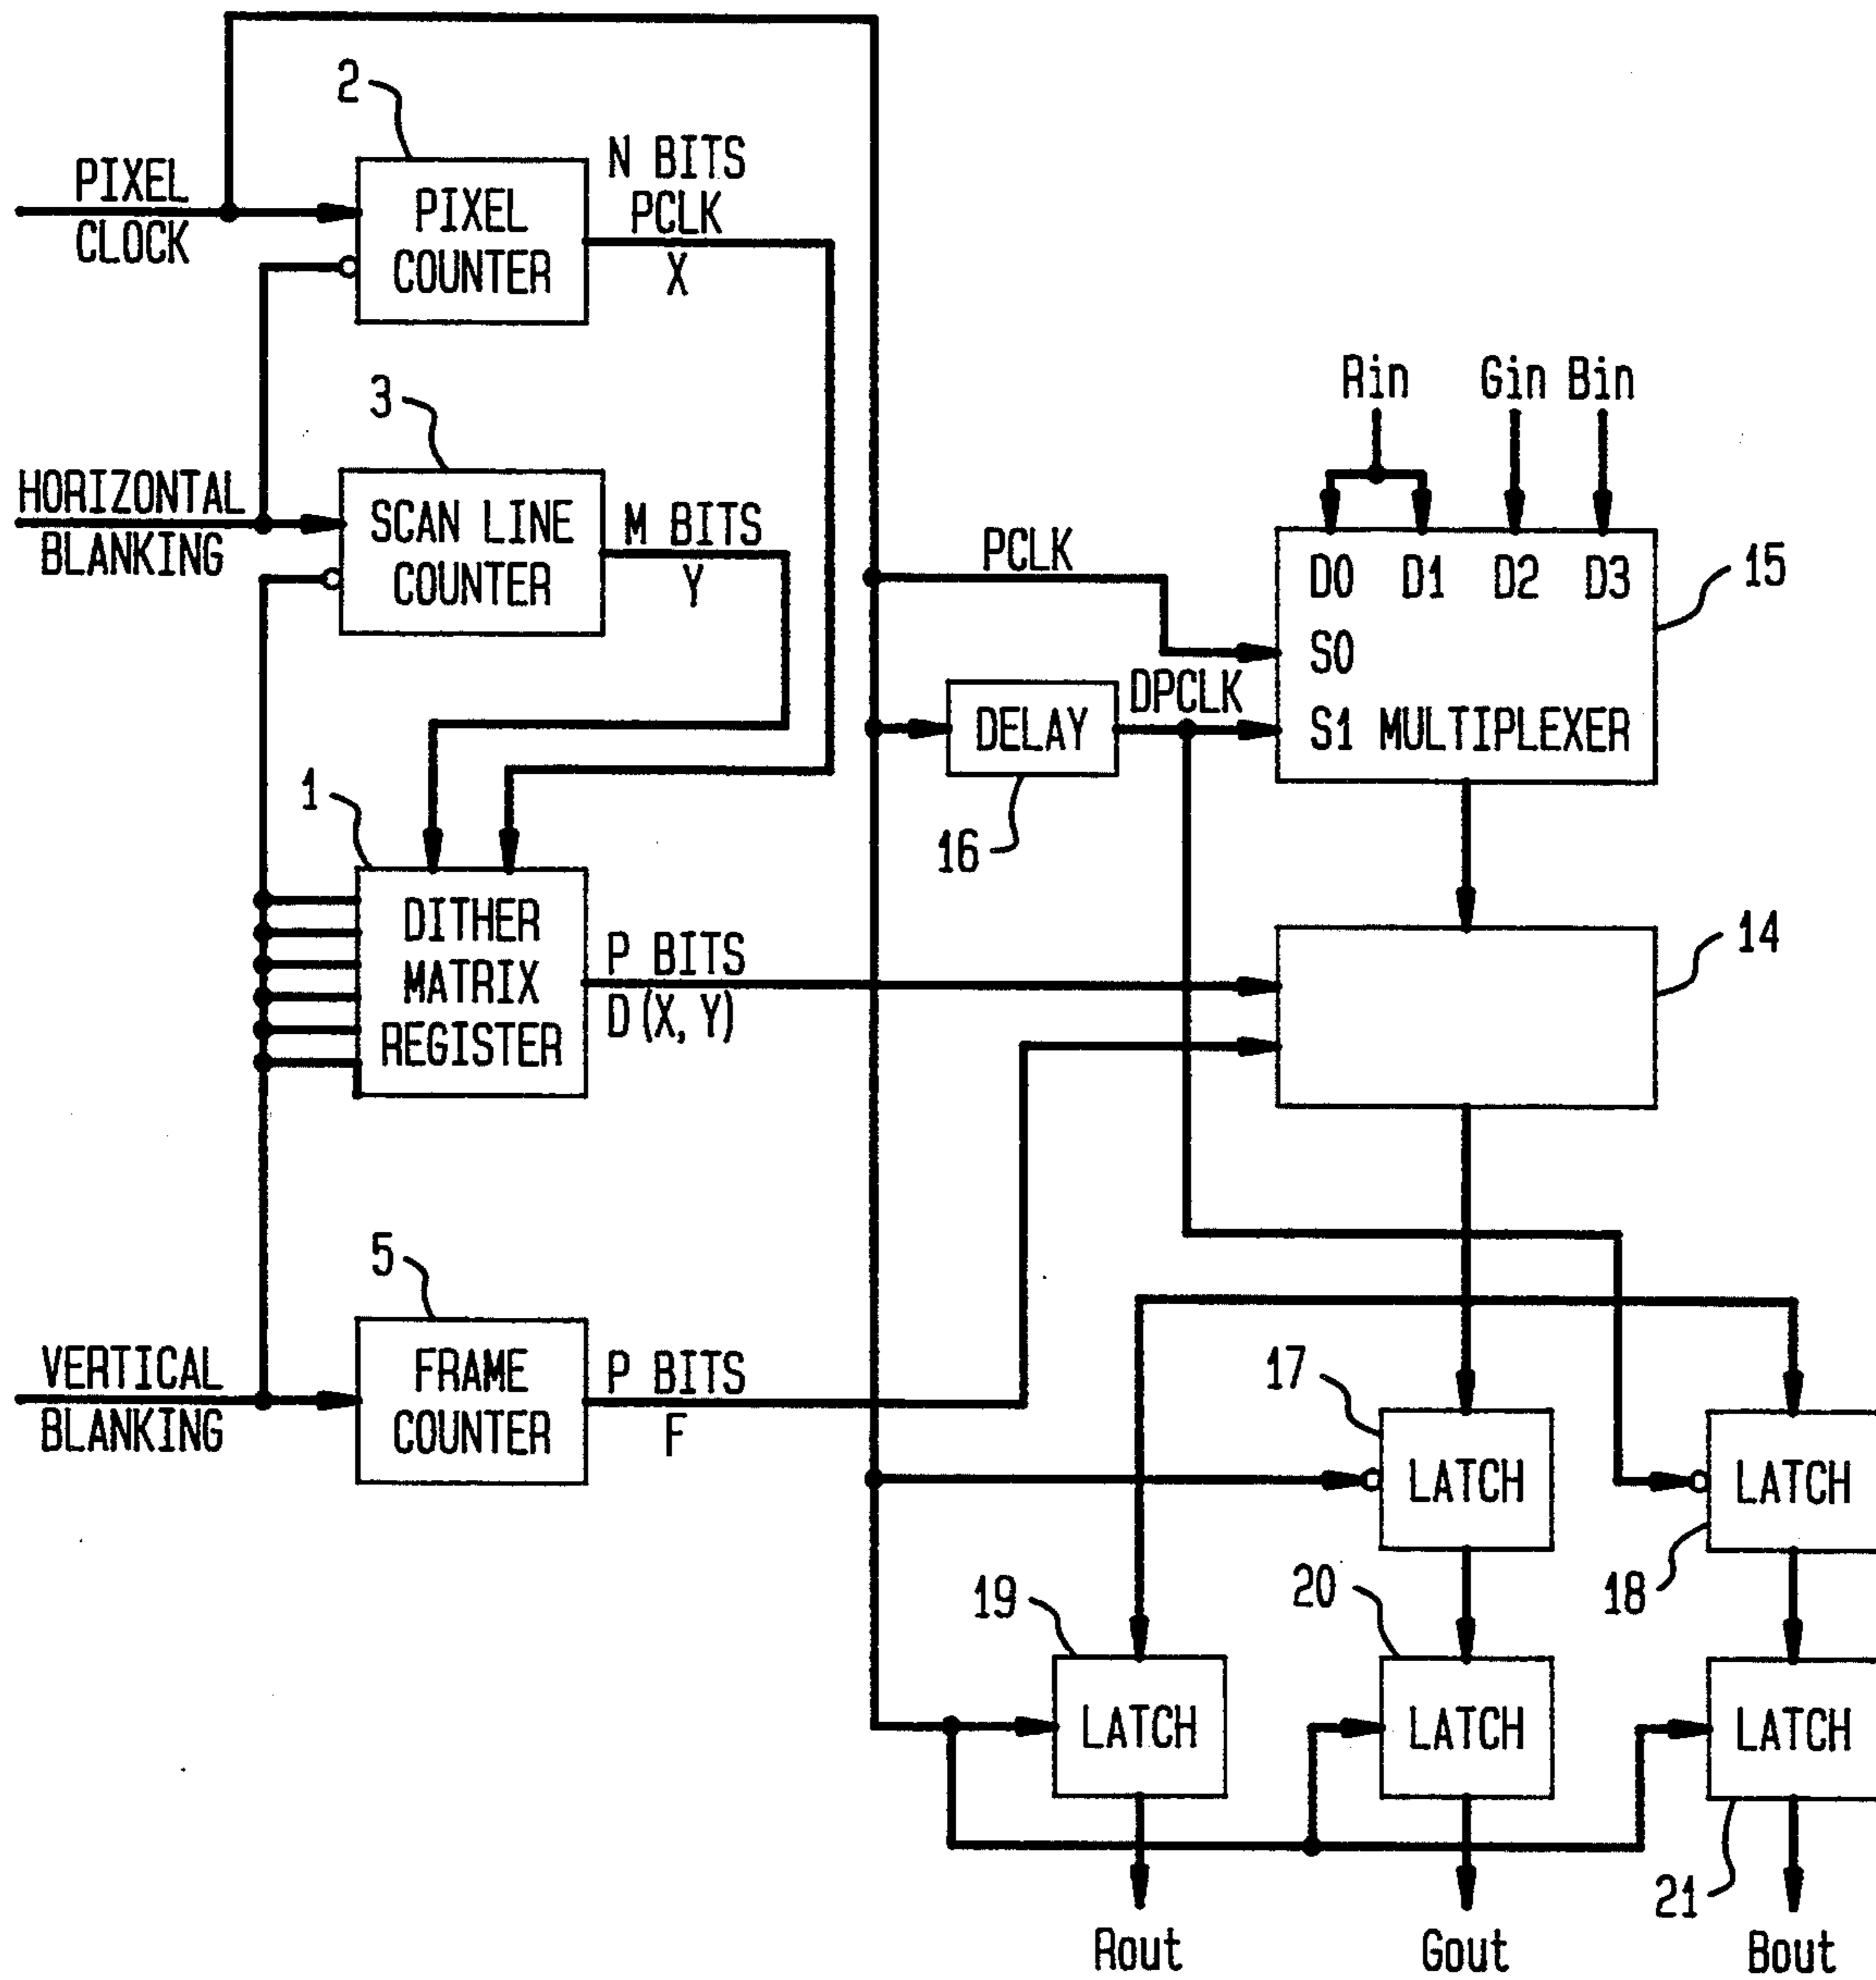 2
N BITS
PIXEL
CLOCK
PIXEL
COUNTER
PCLK
X
3
Rin
Gin
Bin
HORIZONTAL
BLANKING
SCAN LINE
COUNTER
M BITS
Y
PCLK
D0 D1 D2 D3
15
S0
DPCLK
DELAY
S1 MULTIPLEXER
1
16
DITHER
MATRIX
REGISTER
P BITS
D(X, Y)
14
5
VERTICAL
BLANKING
FRAME
COUNTER
P BITS
F
17
LATCH
LATCH
19
20
18
LATCH
LATCH
LATCH
21
Rout
Gout
Bout